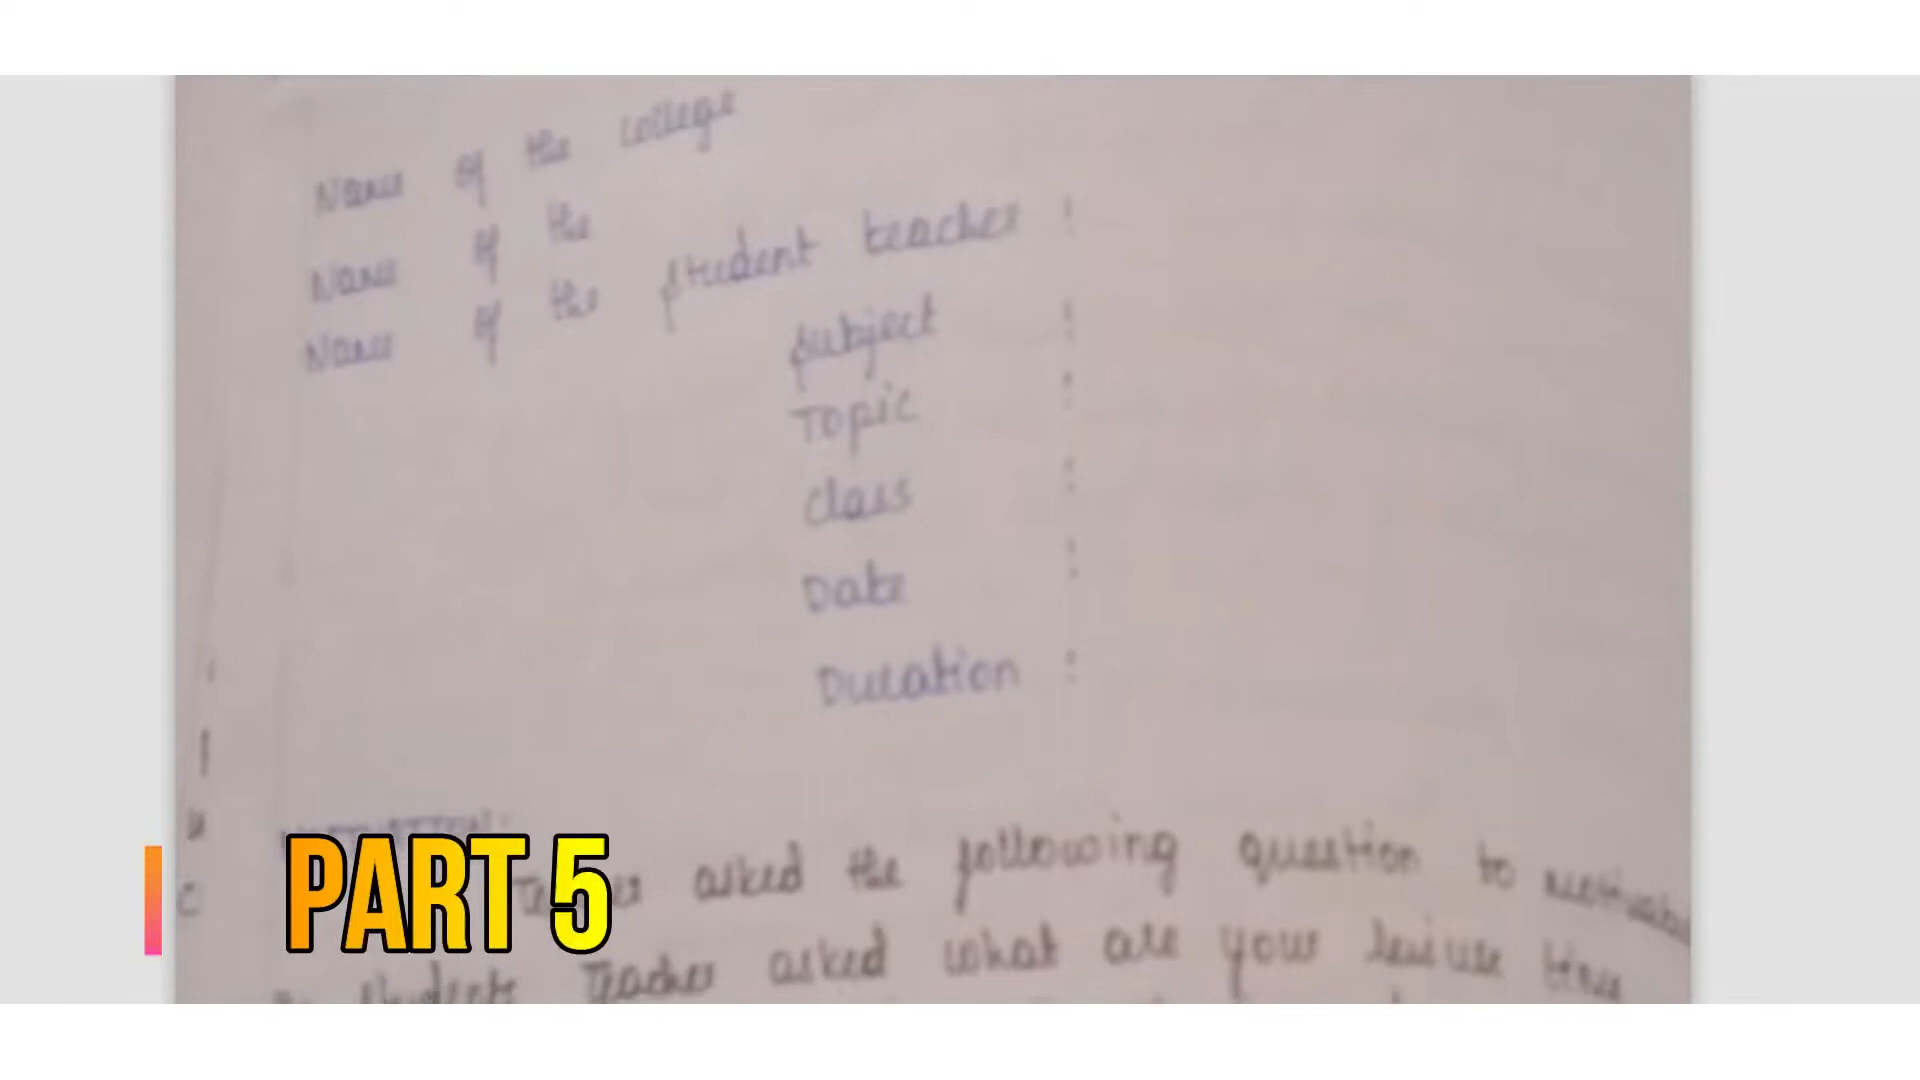 Name of the college
Name of the
Name of the student teacher :
Subject :
Topic :
Class :
Date :
Duration :
asked the following question to
students Teacher asked what are your leisure time
PART 5